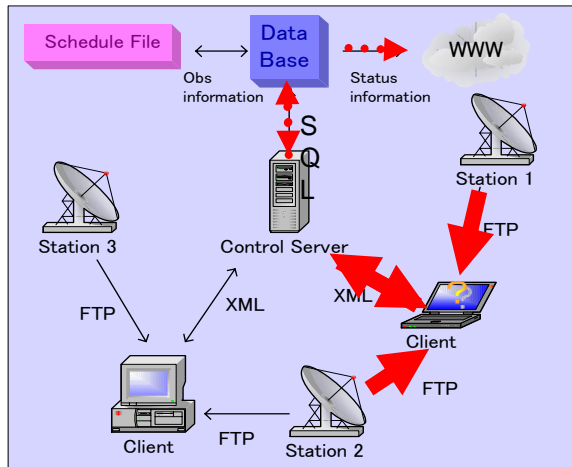 Schedule File
Data
Base
WWW
Obs
information
Status
information
S
Q
L
Station 1
Station 3
Control Server
FTP
XML
XML
FTP
Client
FTP
Client
FTP
Station 2